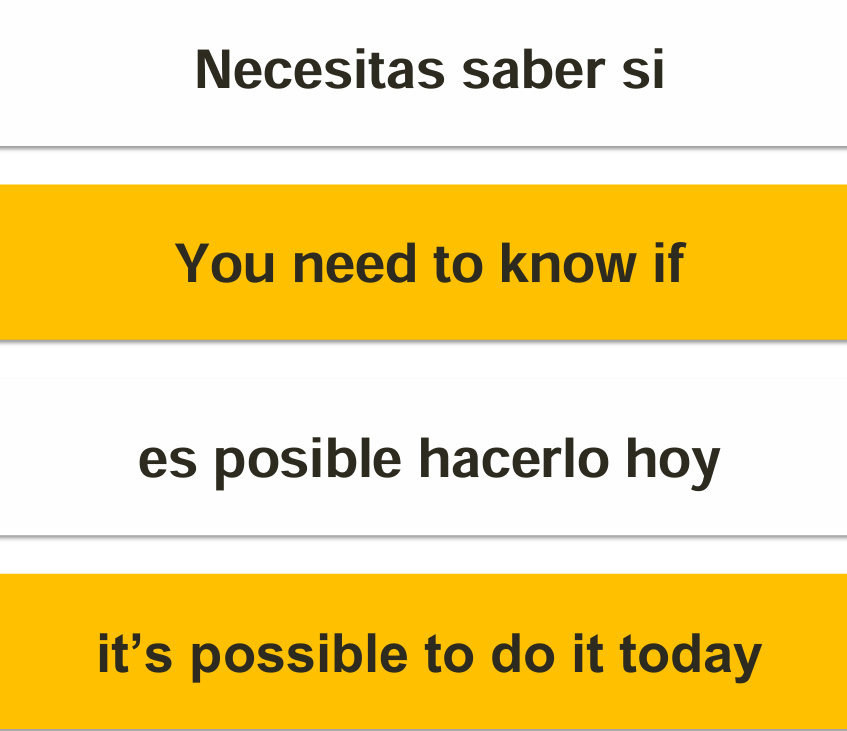 Necesitas saber si
You need to know if
es posible hacerlo hoy
it’s possible to do it today